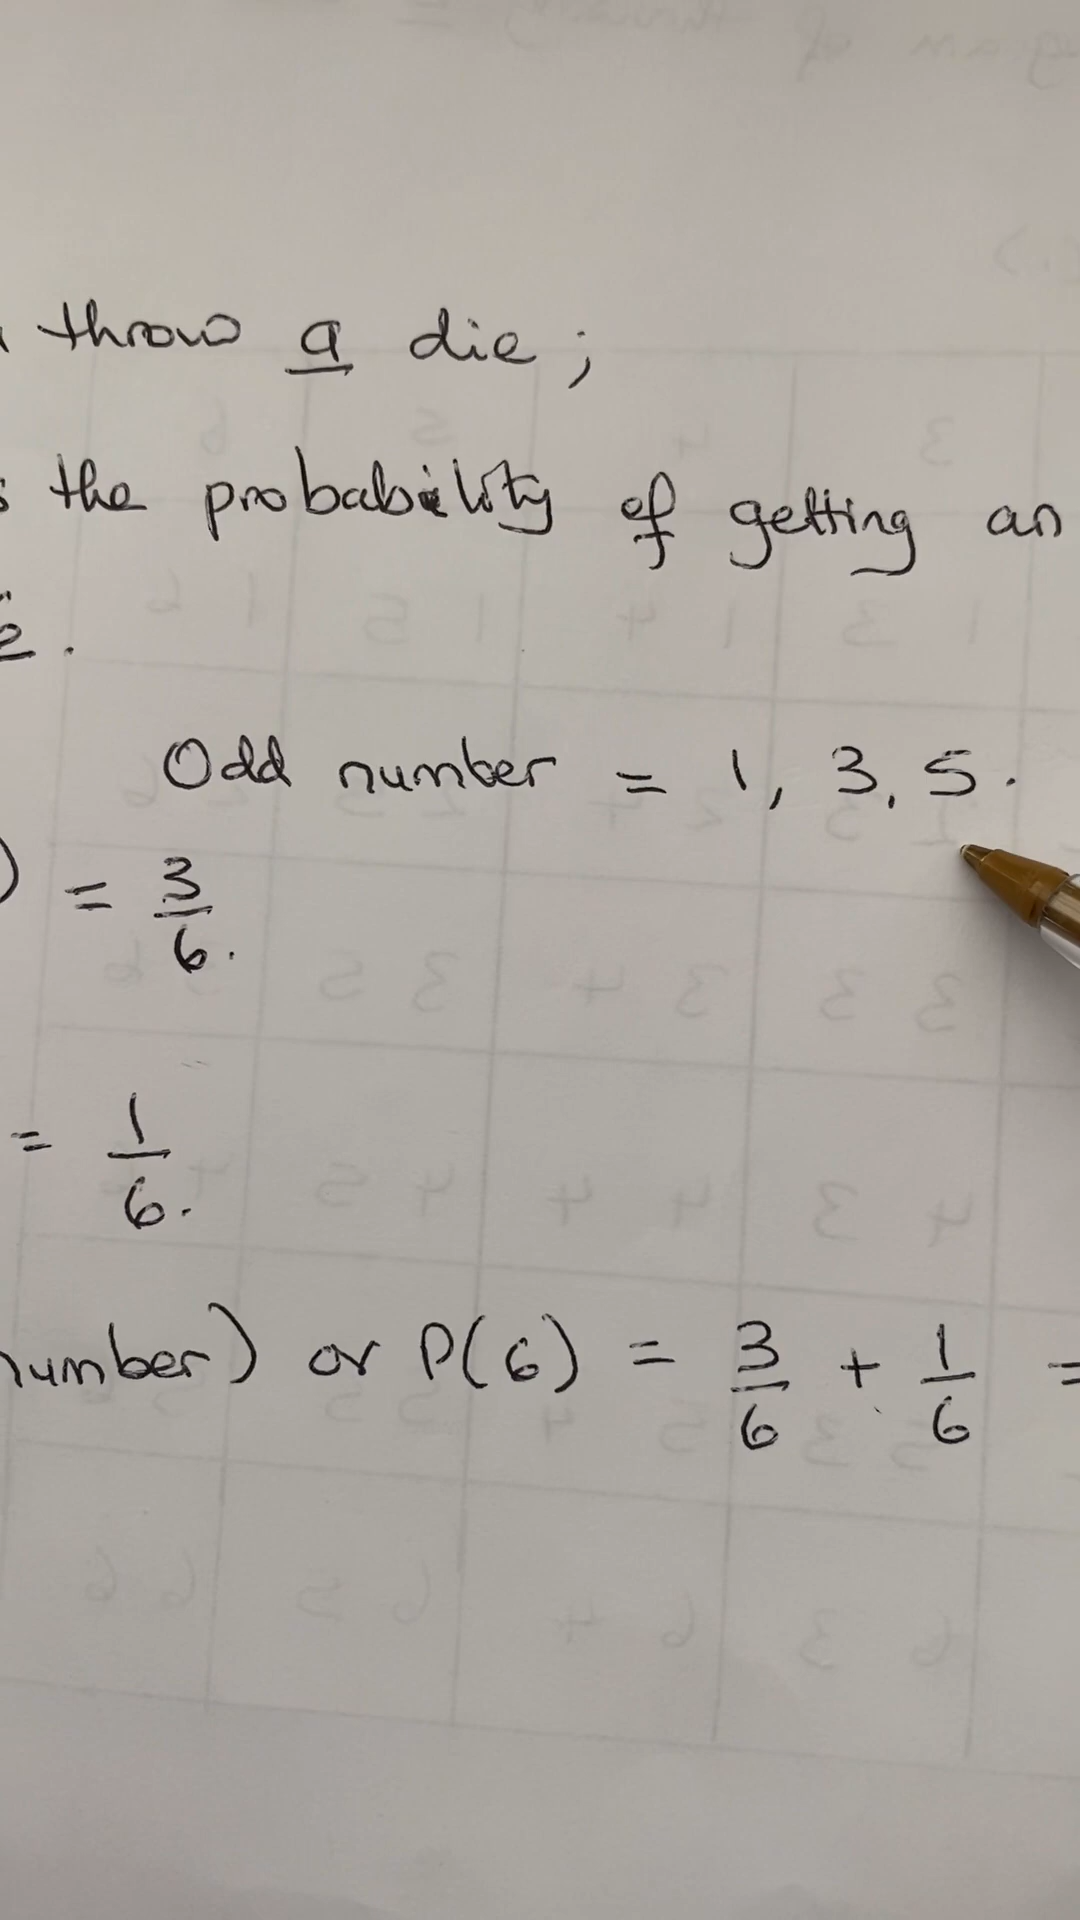 throw a die;
the probability of getting an
Odd number = 1, 3, 5.
) = 3/6.
= 1/6.
number) or P(6) = 3/6 + 1/6 =